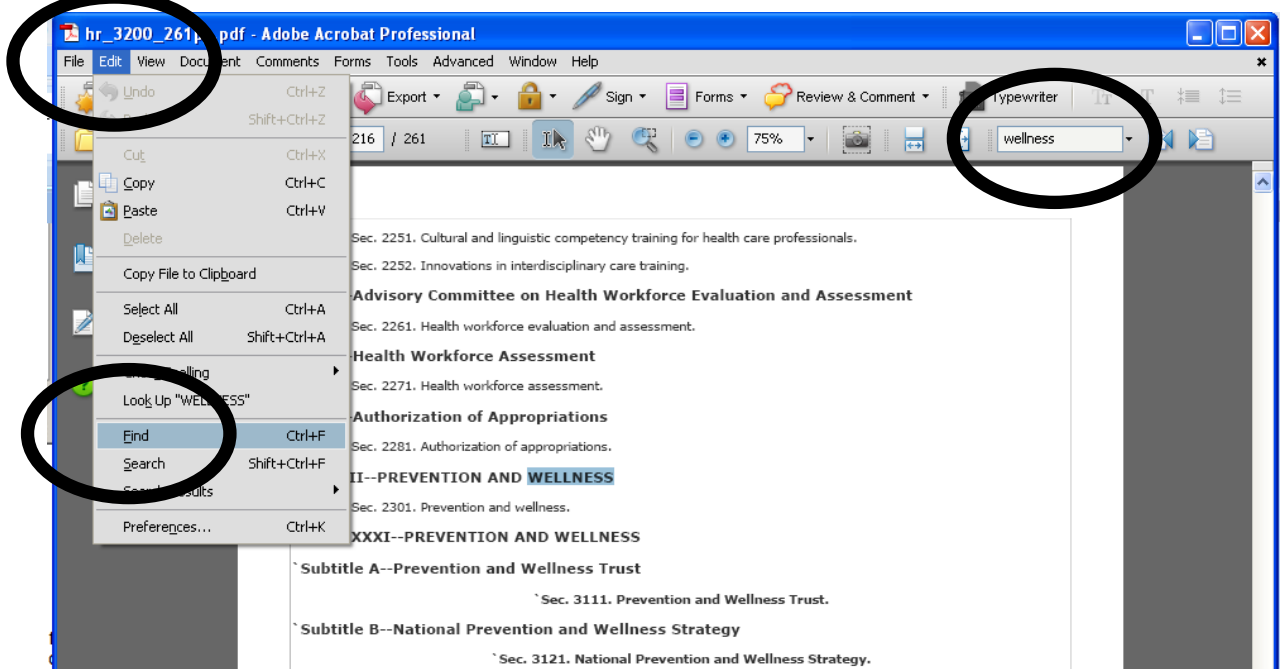 hr_3200_261p pdf - Adobe Acrobat Professional
File Edit View Document Comments Forms Tools Advanced Window Help
Undo Ctrl+Z
Shift+Ctrl+Z
Cut Ctrl+X
Copy Ctrl+C
Paste Ctrl+V
Delete
Copy File to Clipboard
Select All Ctrl+A
Deselect All Shift+Ctrl+A
Look Up "WELLNESS"
Find Ctrl+F
Search Shift+Ctrl+F
Preferences... Ctrl+K
Export Sign Forms Review & Comment Typewriter
216 / 261 75% wellness
Sec. 2251. Cultural and linguistic competency training for health care professionals.
Sec. 2252. Innovations in interdisciplinary care training.
-Advisory Committee on Health Workforce Evaluation and Assessment
Sec. 2261. Health workforce evaluation and assessment.
-Health Workforce Assessment
Sec. 2271. Health workforce assessment.
-Authorization of Appropriations
Sec. 2281. Authorization of appropriations.
II--PREVENTION AND WELLNESS
Sec. 2301. Prevention and wellness.
XXXI--PREVENTION AND WELLNESS
`Subtitle A--Prevention and Wellness Trust
`Sec. 3111. Prevention and Wellness Trust.
`Subtitle B--National Prevention and Wellness Strategy
`Sec. 3121. National Prevention and Wellness Strategy.